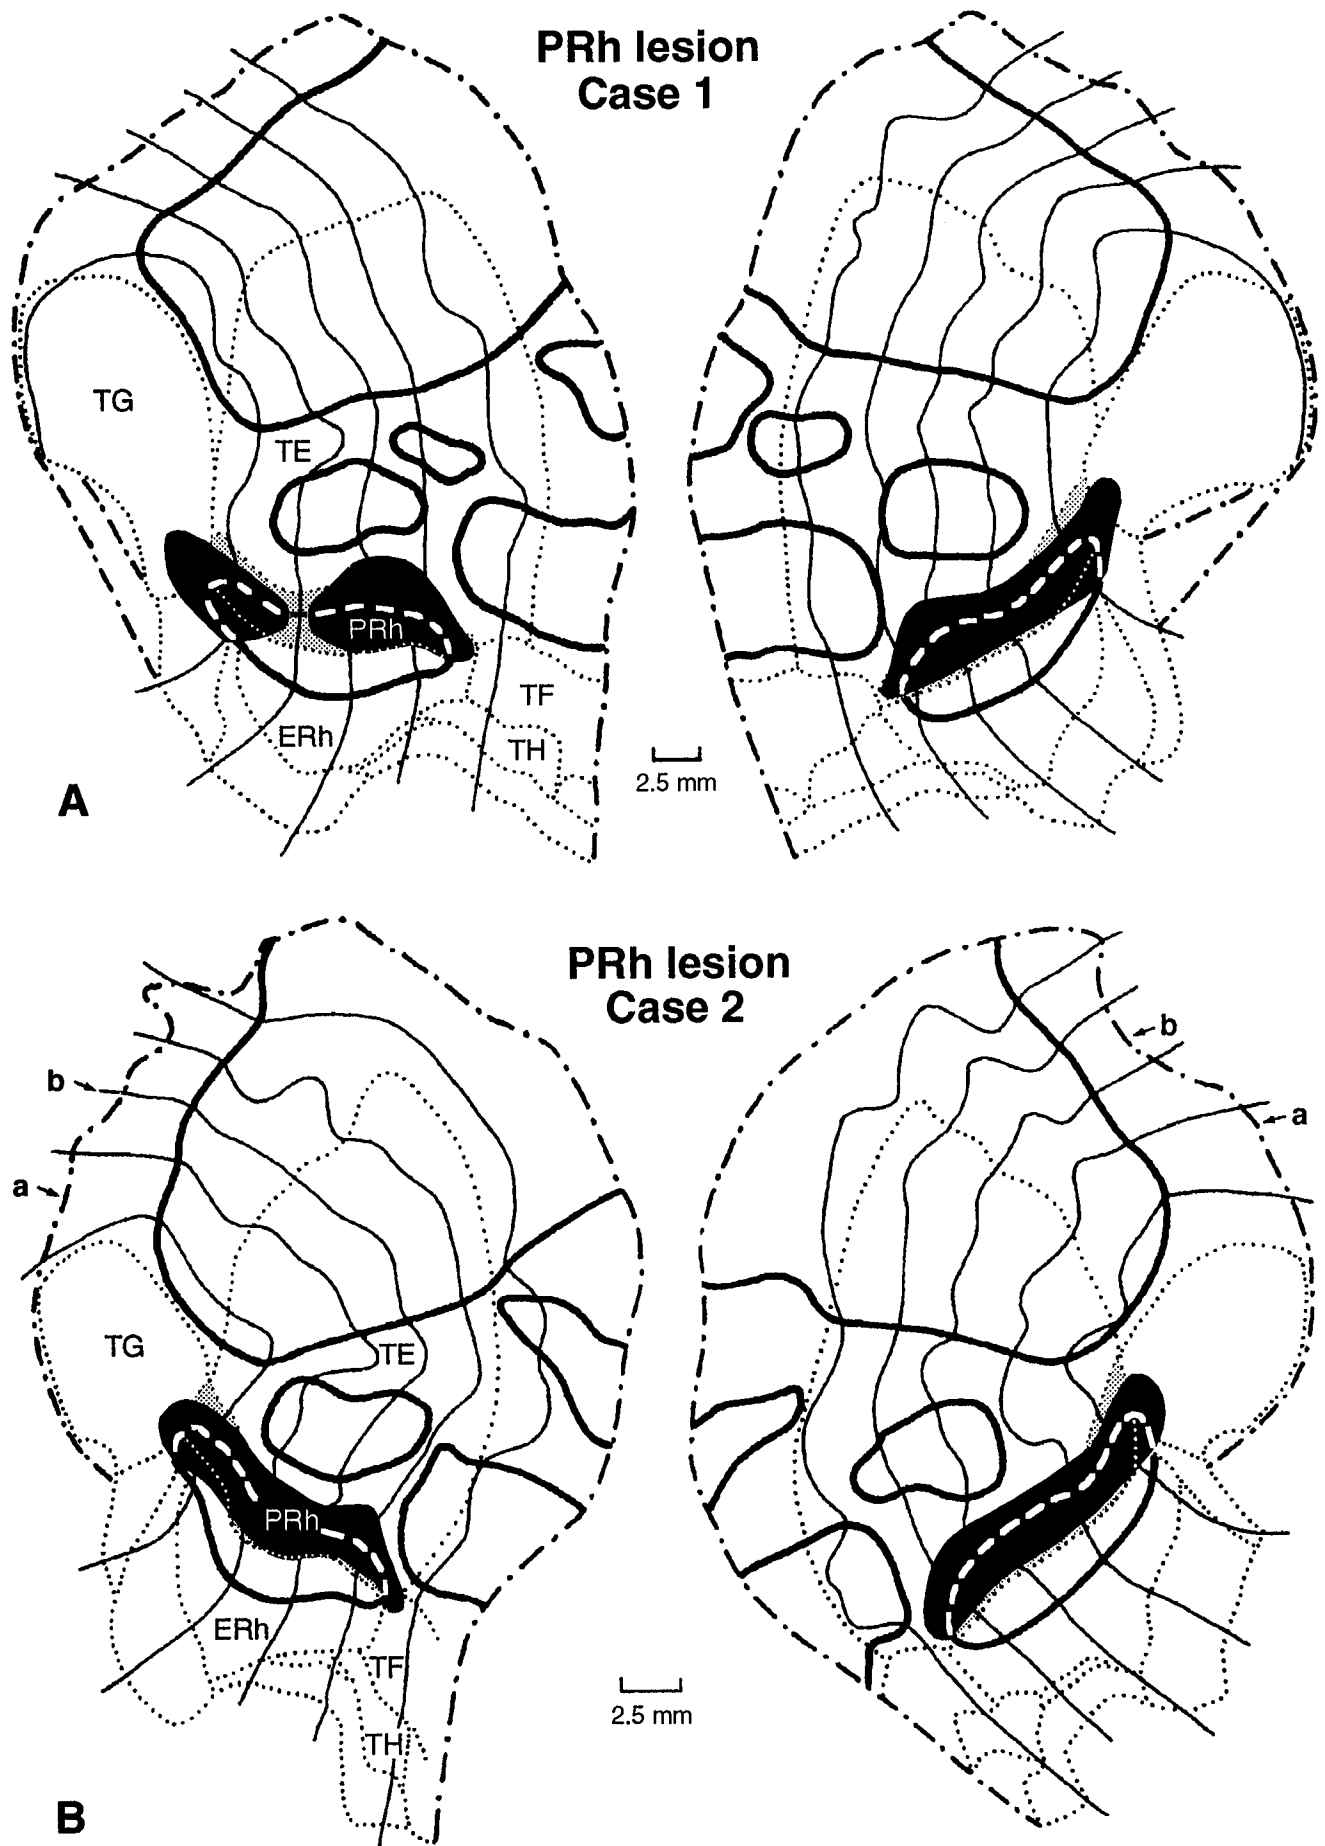 PRh lesion
Case 1
TG
TE
PRh
TF
ERh
TH
2.5 mm
A
PRh lesion
Case 2
b
b
a
a
TG
TE
PRh
ERh
TF
2.5 mm
TH
B